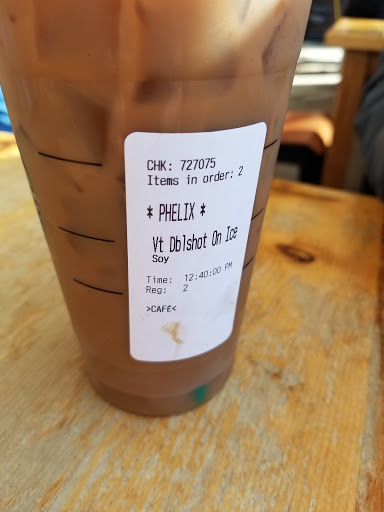 CHK: 727075
Items in order: 2
* PHELIX *
Vt Dblshot On Ice
Soy
Time: 12:40:00 PM
Reg: 2
>CAFE<